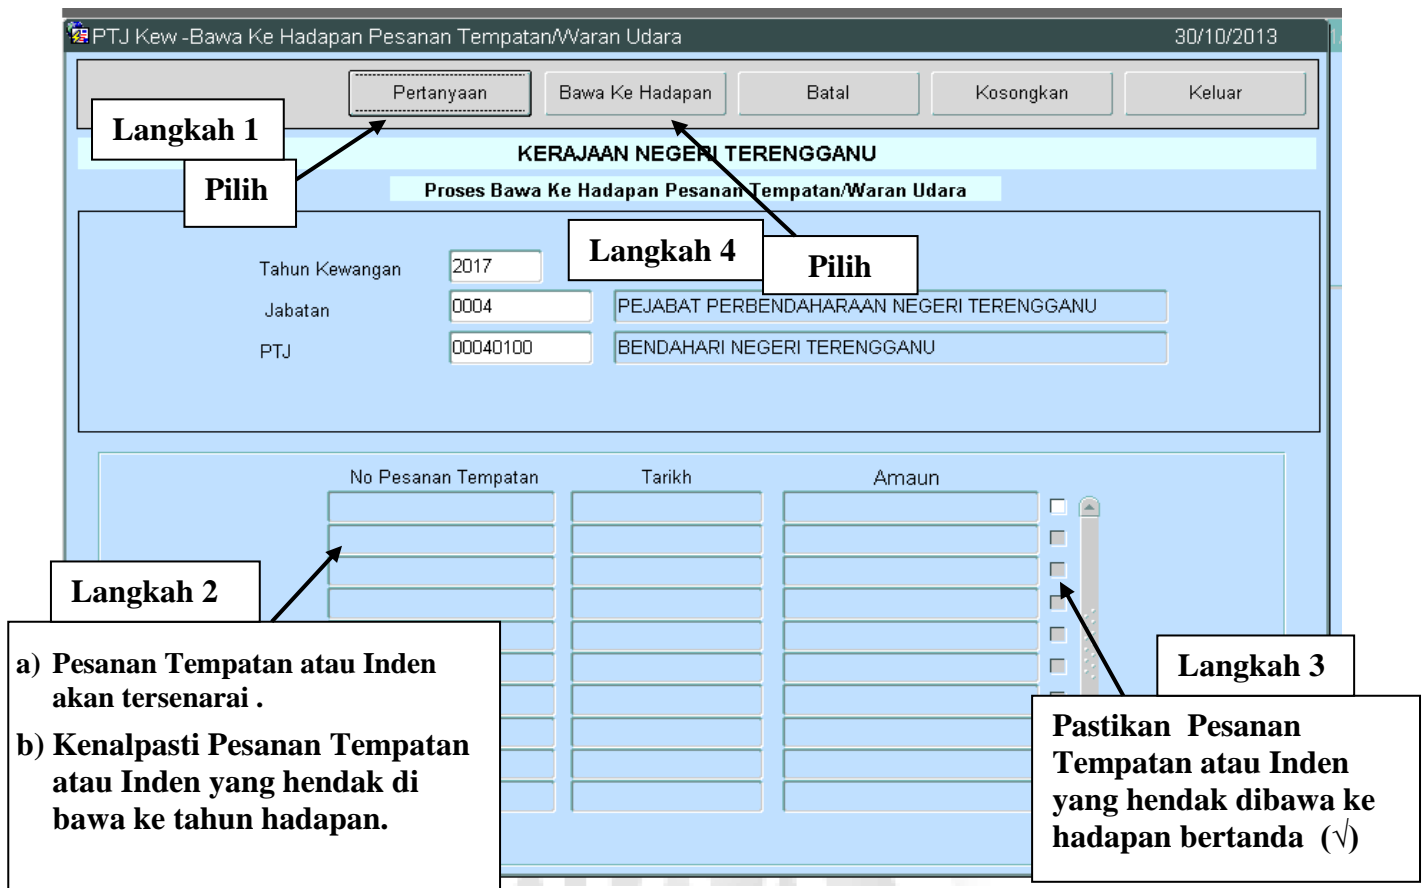 PTJ Kew -Bawa Ke Hadapan Pesanan Tempatan/Waran Udara 30/10/2013
Pertanyaan Bawa Ke Hadapan Batal Kosongkan Keluar
Langkah 1
Pilih
KERAJAAN NEGERI TERENGGANU
Proses Bawa Ke Hadapan Pesanan Tempatan/Waran Udara
Langkah 4
Pilih
Tahun Kewangan 2017
Jabatan 0004 PEJABAT PERBENDAHARAAN NEGERI TERENGGANU
PTJ 00040100 BENDAHARI NEGERI TERENGGANU
No Pesanan Tempatan Tarikh Amaun
Langkah 2
a) Pesanan Tempatan atau Inden
akan tersenarai .
b) Kenalpasti Pesanan Tempatan
atau Inden yang hendak di
bawa ke tahun hadapan.
Langkah 3
Pastikan Pesanan
Tempatan atau Inden
yang hendak dibawa ke
hadapan bertanda (√)